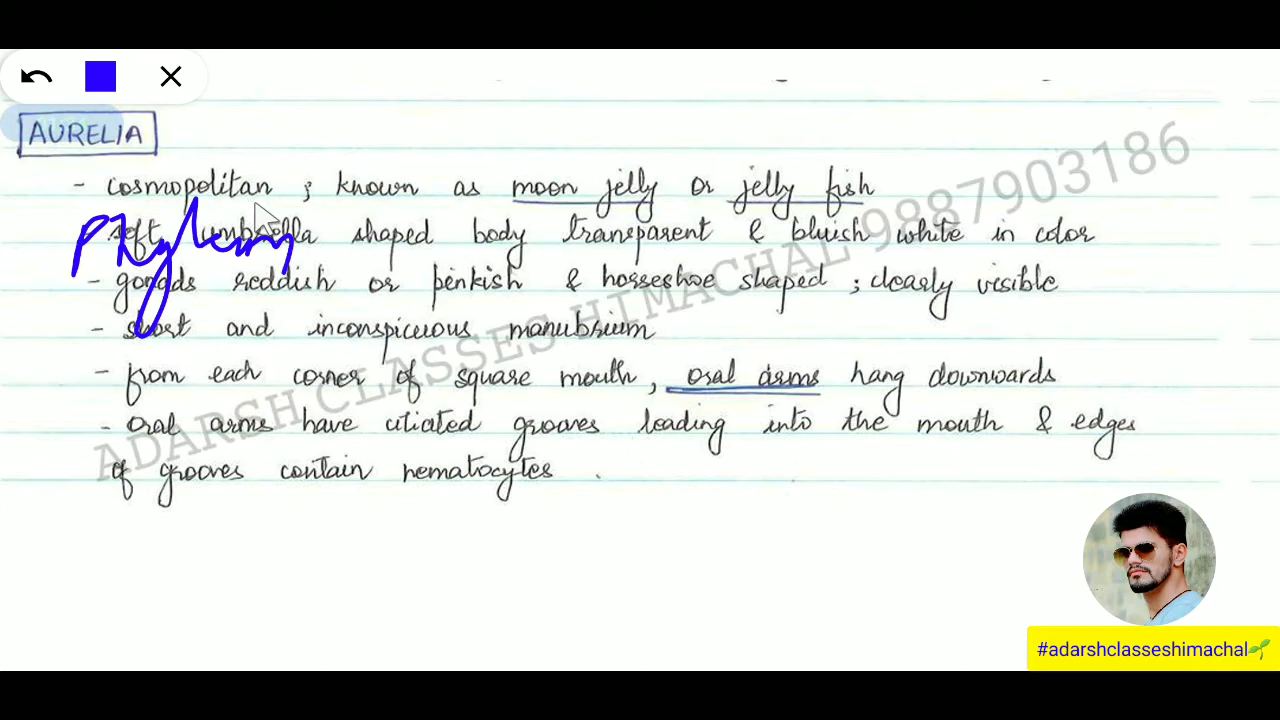 AURELIA
- cosmopolitan ; known as moon jelly or jelly fish
Phylum
. soft umbrella shaped body transparent & bluish white in color
- gonads reddish or penkish & horseshoe shaped ; clearly visible
- short and inconspicuous manubrium
- from each corner of square mouth, oral arms hang downwards
- Oral arms have ciliated grooves leading into the mouth & edges
of grooves contain nematocytes .
ADARSH CLASSES HIMACHAL 9887903186
#adarshclasseshimachal🌱